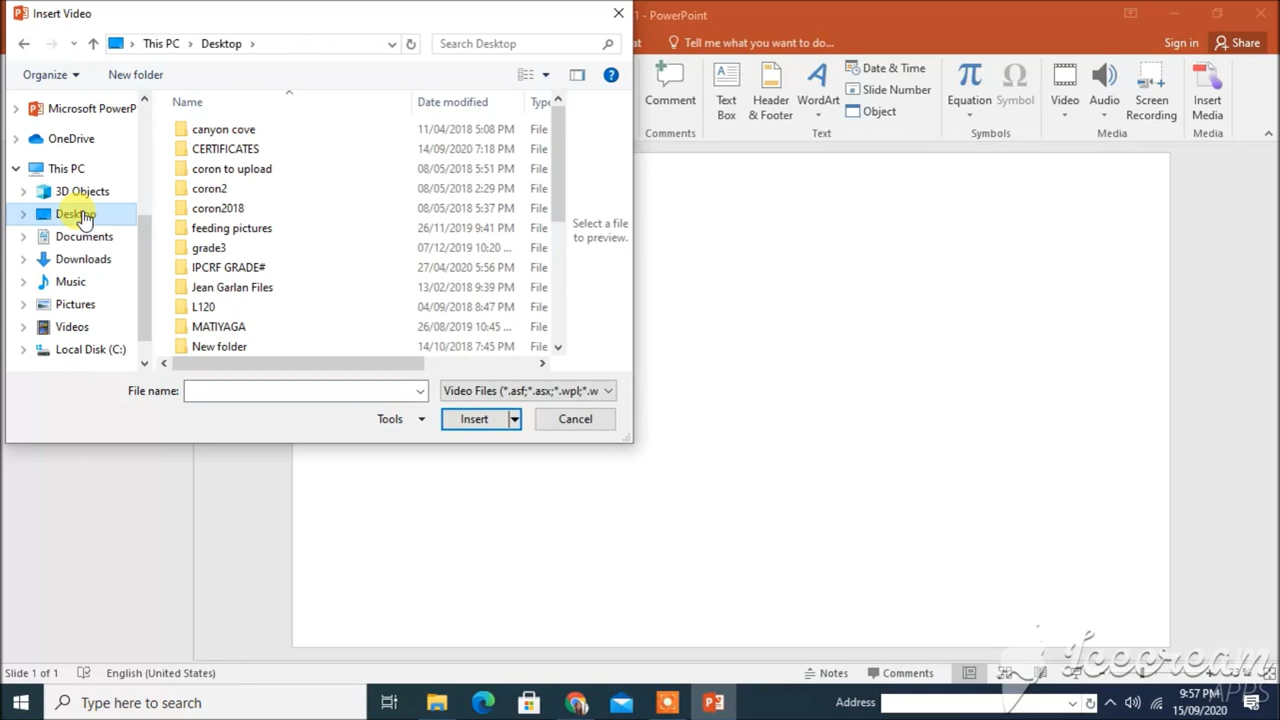 Insert Video
1 - PowerPoint
This PC
Desktop
Search Desktop
at
Tell me what you want to do...
Sign in
Share
Organize
New folder
Comment
Text Box
Header & Footer
WordArt
Date & Time
Slide Number
Object
Equation
Symbol
Video
Audio
Screen Recording
Insert Media
Comments
Text
Symbols
Media
Media
Microsoft PowerP
OneDrive
This PC
3D Objects
Desktop
Documents
Downloads
Music
Pictures
Videos
Local Disk (C:)
Name Date modified Type
canyon cove 11/04/2018 5:08 PM File
CERTIFICATES 14/09/2020 7:18 PM File
coron to upload 08/05/2018 5:51 PM File
coron2 08/05/2018 2:29 PM File
coron2018 08/05/2018 5:37 PM File
feeding pictures 26/11/2019 9:41 PM File
grade3 07/12/2019 10:20 ... File
IPCRF GRADE# 27/04/2020 5:56 PM File
Jean Garlan Files 13/02/2018 9:39 PM File
L120 04/09/2018 8:47 PM File
MATIYAGA 26/08/2019 10:45 ... File
New folder 14/10/2018 7:45 PM File
Select a file
to preview.
File name:
Video Files (*.asf;*.asx;*.wpl;*.w
Tools
Insert
Cancel
Slide 1 of 1
English (United States)
Notes
Comments
Icecream
APPS
Type here to search
Address
9:57 PM
15/09/2020